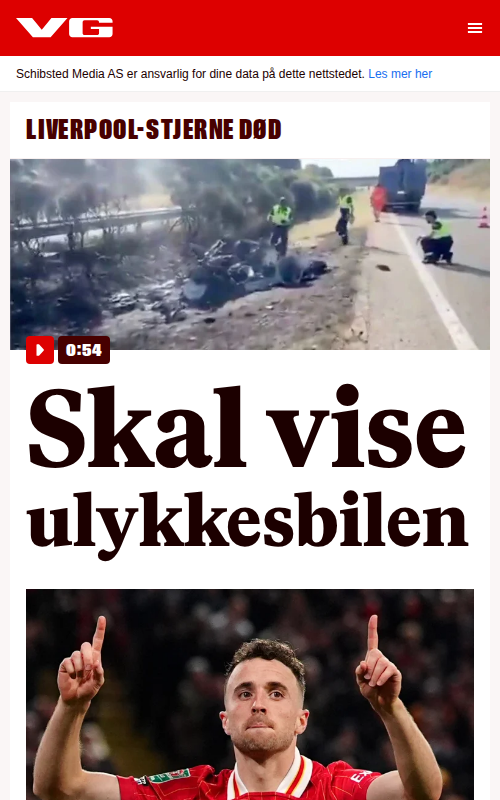 VG
Schibsted Media AS er ansvarlig for dine data på dette nettstedet. Les mer her
LIVERPOOL-STJERNE DØD
0:54
Skal vise
ulykkesbilen